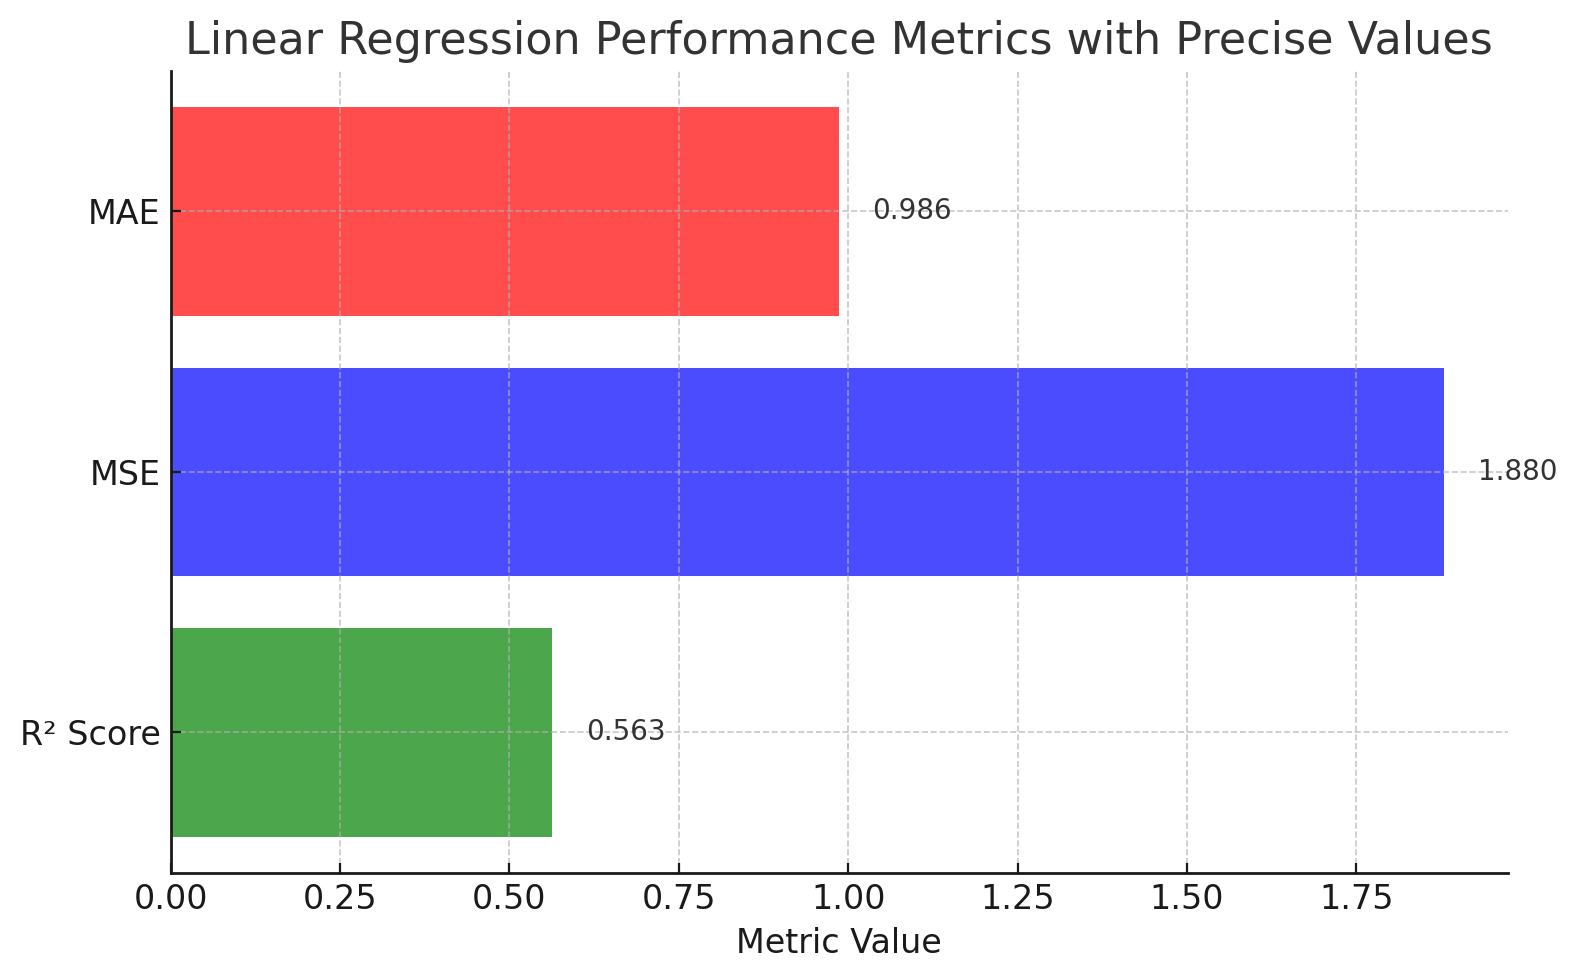 Linear Regression Performance Metrics with Precise Values
MAE
0.986
MSE
1.880
R² Score
0.563
0.00 0.25 0.50 0.75 1.00 1.25 1.50 1.75
Metric Value